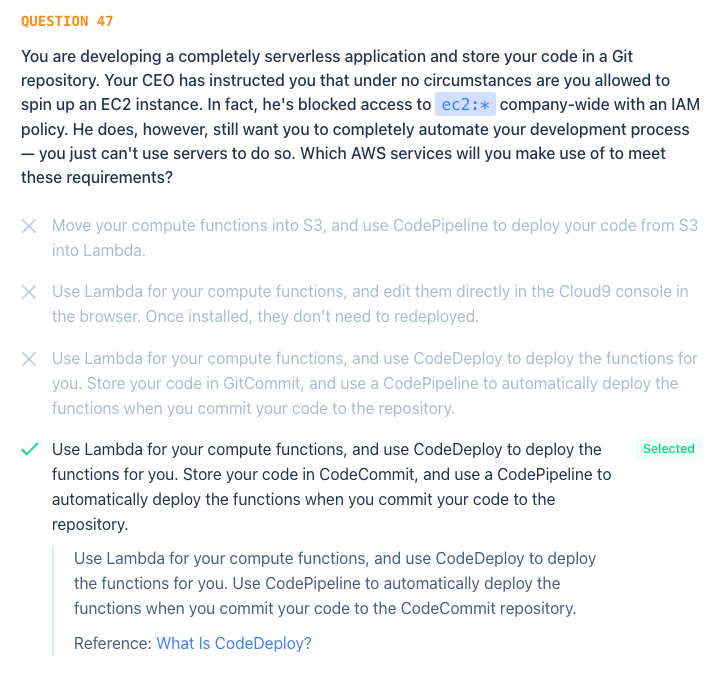 QUESTION 47
You are developing a completely serverless application and store your code in a Git
repository. Your CEO has instructed you that under no circumstances are you allowed to
spin up an EC2 instance. In fact, he's blocked access to ec2:* company-wide with an IAM
policy. He does, however, still want you to completely automate your development process
— you just can't use servers to do so. Which AWS services will you make use of to meet
these requirements?
Move your compute functions into S3, and use CodePipeline to deploy your code from S3
into Lambda.
Use Lambda for your compute functions, and edit them directly in the Cloud9 console in
the browser. Once installed, they don't need to redeployed.
Use Lambda for your compute functions, and use CodeDeploy to deploy the functions for
you. Store your code in GitCommit, and use a CodePipeline to automatically deploy the
functions when you commit your code to the repository.
Use Lambda for your compute functions, and use CodeDeploy to deploy the
functions for you. Store your code in CodeCommit, and use a CodePipeline to
automatically deploy the functions when you commit your code to the
repository.
Selected
Use Lambda for your compute functions, and use CodeDeploy to deploy
the functions for you. Use CodePipeline to automatically deploy the
functions when you commit your code to the CodeCommit repository.
Reference: What Is CodeDeploy?